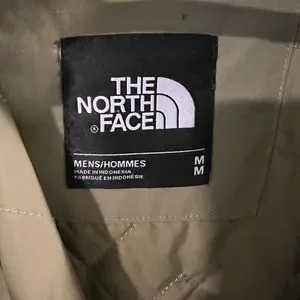 THE
NORTH
FACE
®
MENS/HOMMES M
MADE IN INDONESIA M
FABRIQUÉ EN INDONÉSIE